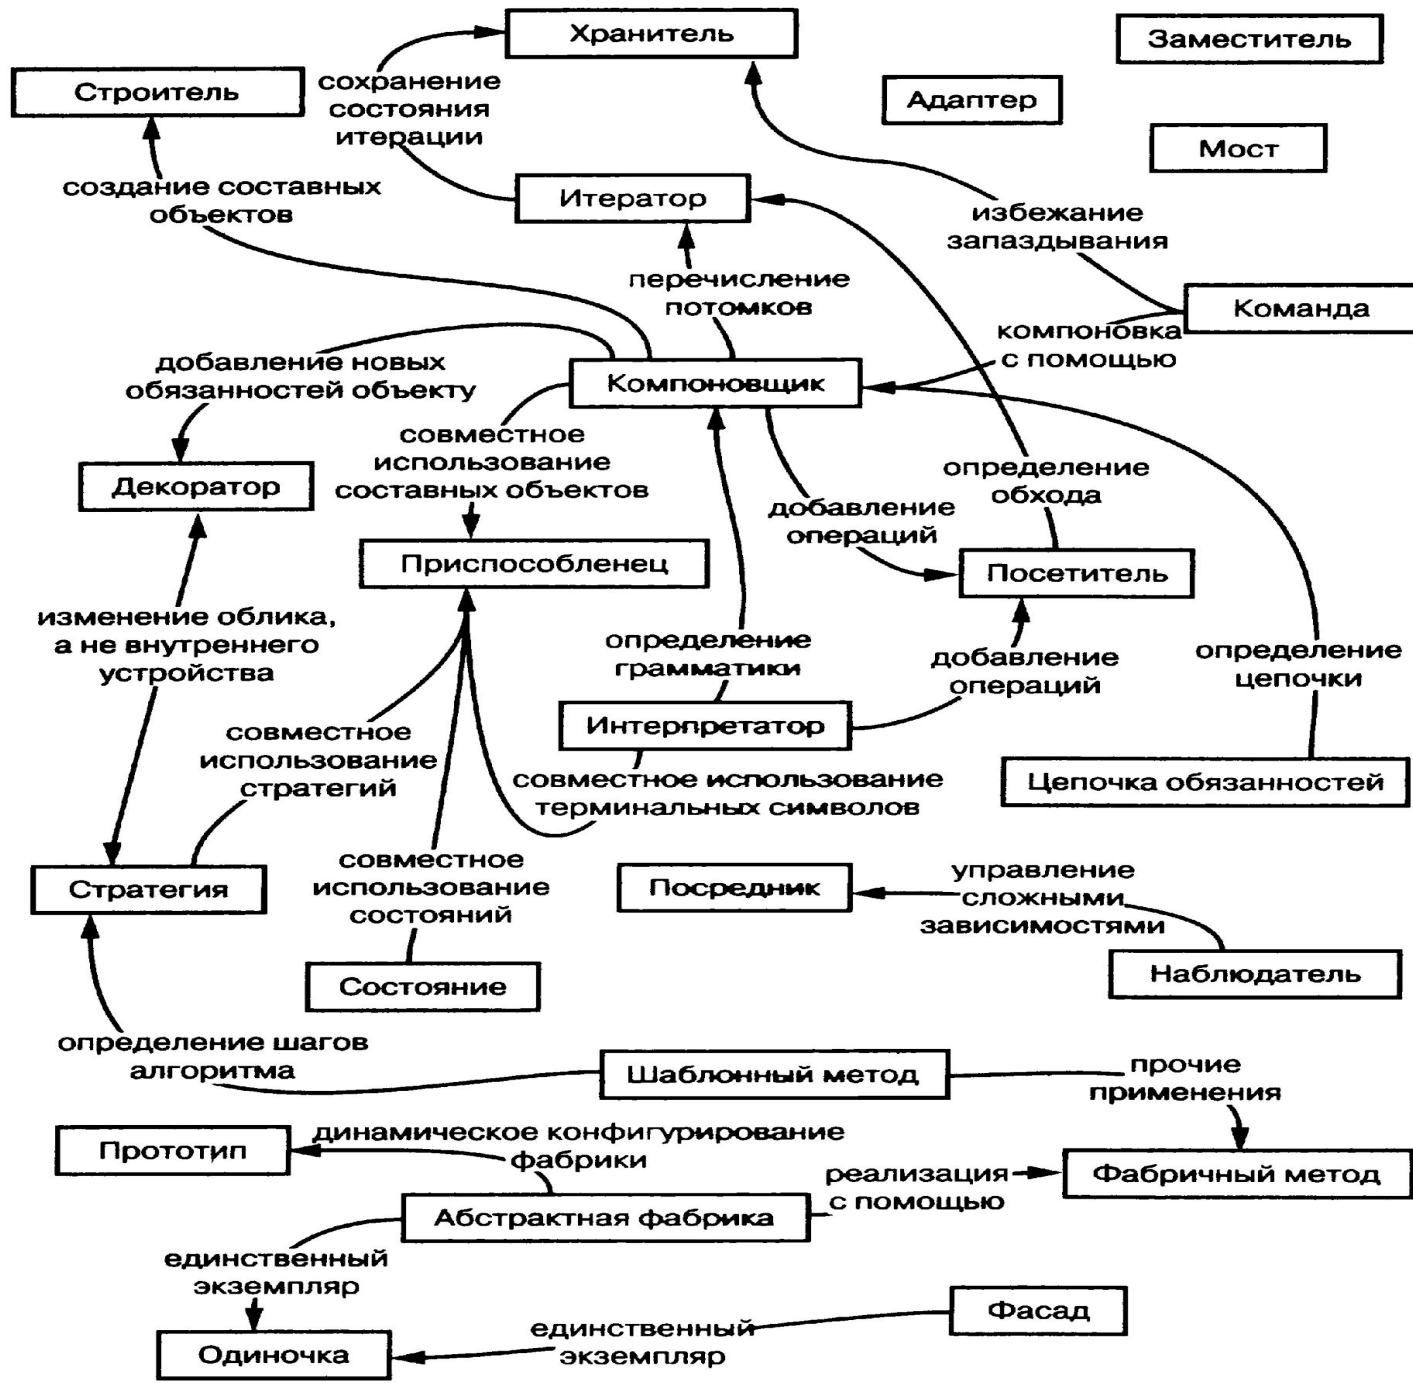 Хранитель
Заместитель
Строитель
сохранение
состояния
итерации
Адаптер
Мост
создание составных
объектов
Итератор
избежание
запаздывания
перечисление
потомков
Команда
компоновка
с помощью
добавление новых
обязанностей объекту
Компоновщик
совместное
использование
составных объектов
Декоратор
определение
обхода
добавление
операций
Приспособленец
Посетитель
изменение облика,
а не внутреннего
устройства
определение
грамматики
добавление
операций
определение
цепочки
Интерпретатор
совместное
использование
стратегий
совместное использование
терминальных символов
Цепочка обязанностей
совместное
использование
состояний
Стратегия
Посредник
управление
сложными
зависимостями
Состояние
Наблюдатель
определение шагов
алгоритма
Шаблонный метод
прочие
применения
Прототип
динамическое конфигурирование
фабрики
реализация
с помощью
Фабричный метод
Абстрактная фабрика
единственный
экземпляр
Фасад
единственный
экземпляр
Одиночка